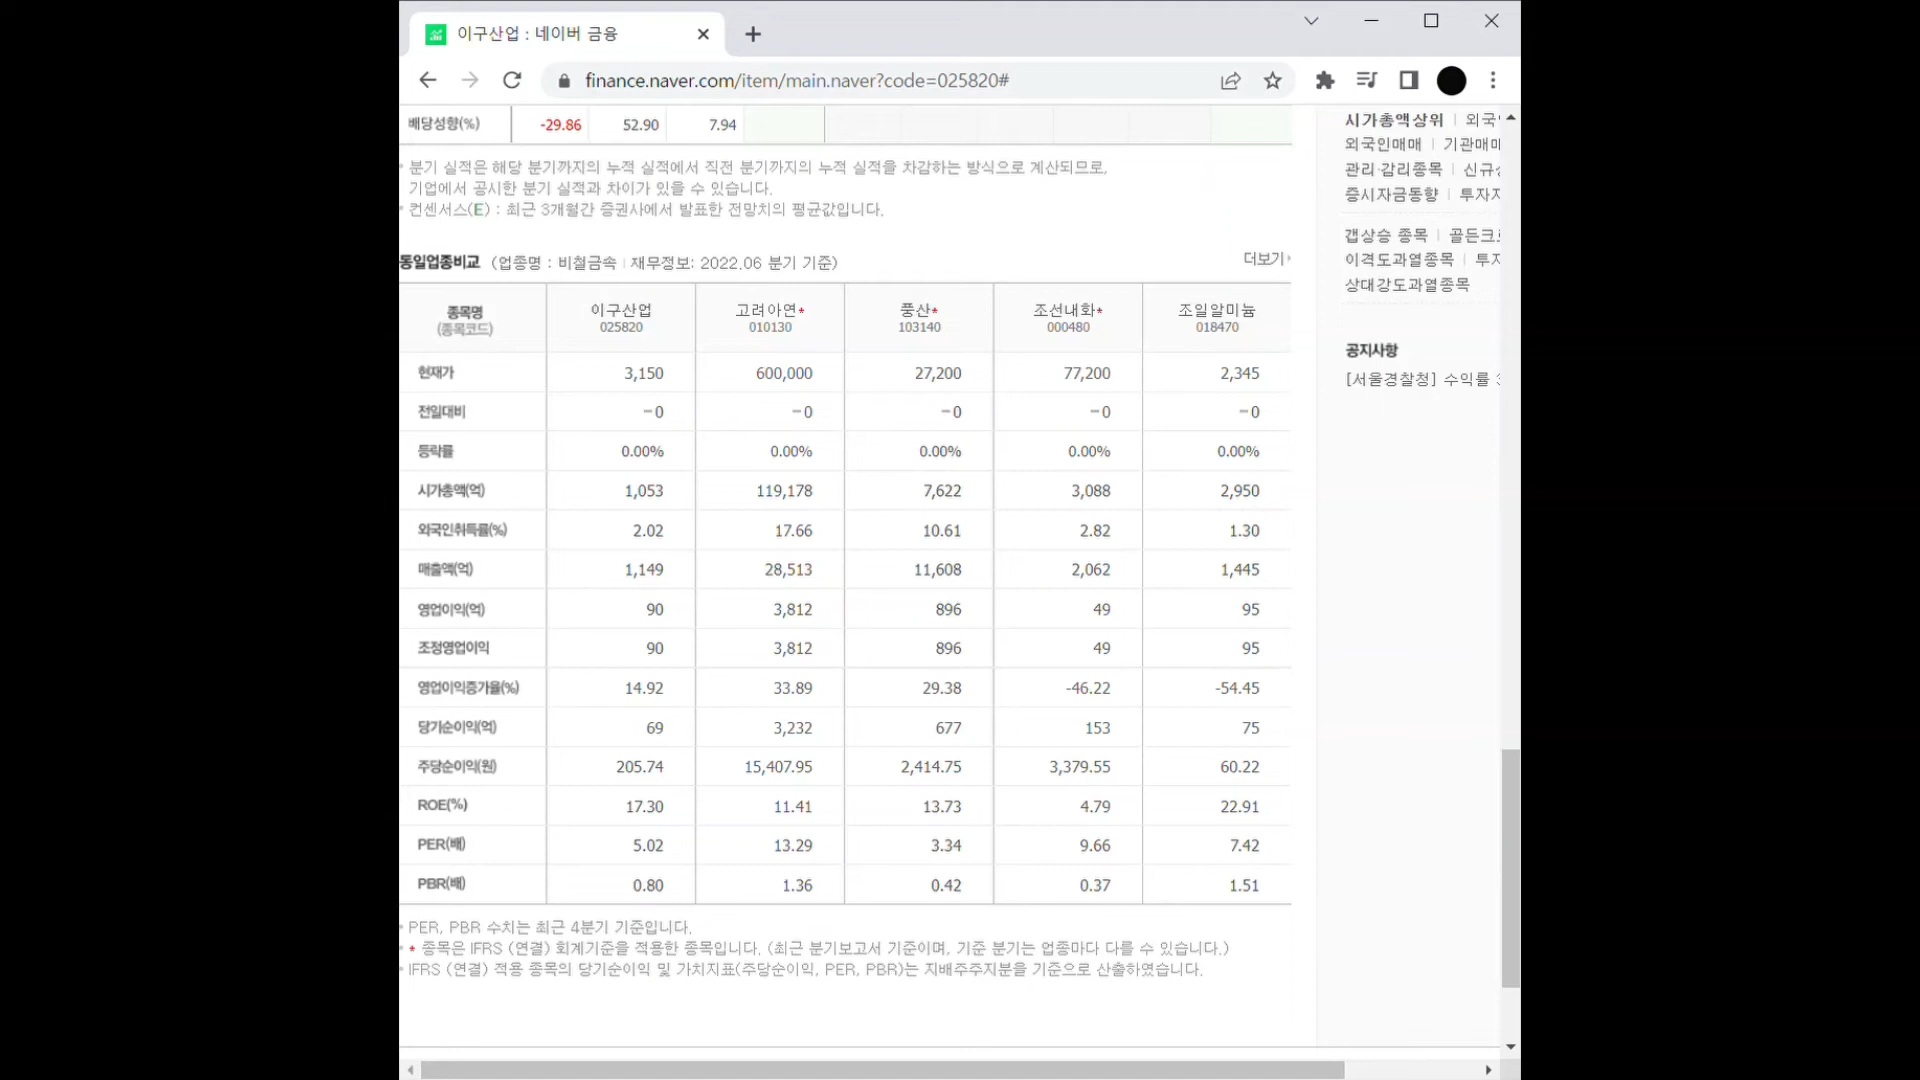 이구산업 : 네이버 금융
finance.naver.com/item/main.naver?code=025820#
배당성향(%) -29.86 52.90 7.94
분기 실적은 해당 분기까지의 누적 실적에서 직전 분기까지의 누적 실적을 차감하는 방식으로 계산되므로,
기업에서 공시한 분기 실적과 차이가 있을 수 있습니다.
컨센서스(E) : 최근 3개월간 증권사에서 발표한 전망치의 평균값입니다.
동일업종비교 (업종명 : 비철금속 | 재무정보: 2022.06 분기 기준) 더보기
종목명 이구산업 고려아연* 풍산* 조선내화* 조일알미늄
(종목코드) 025820 010130 103140 000480 018470
현재가 3,150 600,000 27,200 77,200 2,345
전일대비 -0 -0 -0 -0 -0
등락률 0.00% 0.00% 0.00% 0.00% 0.00%
시가총액(억) 1,053 119,178 7,622 3,088 2,950
외국인취득률(%) 2.02 17.66 10.61 2.82 1.30
매출액(억) 1,149 28,513 11,608 2,062 1,445
영업이익(억) 90 3,812 896 49 95
조정영업이익 90 3,812 896 49 95
영업이익증가율(%) 14.92 33.89 29.38 -46.22 -54.45
당기순이익(억) 69 3,232 677 153 75
주당순이익(원) 205.74 15,407.95 2,414.75 3,379.55 60.22
ROE(%) 17.30 11.41 13.73 4.79 22.91
PER(배) 5.02 13.29 3.34 9.66 7.42
PBR(배) 0.80 1.36 0.42 0.37 1.51
PER, PBR 수치는 최근 4분기 기준입니다.
* 종목은 IFRS (연결) 회계기준을 적용한 종목입니다. (최근 분기보고서 기준이며, 기준 분기는 업종마다 다를 수 있습니다.)
IFRS (연결) 적용 종목의 당기순이익 및 가치지표(주당순이익, PER, PBR)는 지배주주지분을 기준으로 산출하였습니다.
시가총액상위 | 외국
외국인매매 | 기관매매
관리·감리종목 | 신규
증시자금동향 | 투자
갭상승 종목 | 골든크
이격도과열종목 | 투
상대강도과열종목
공지사항
[서울경찰청] 수익률